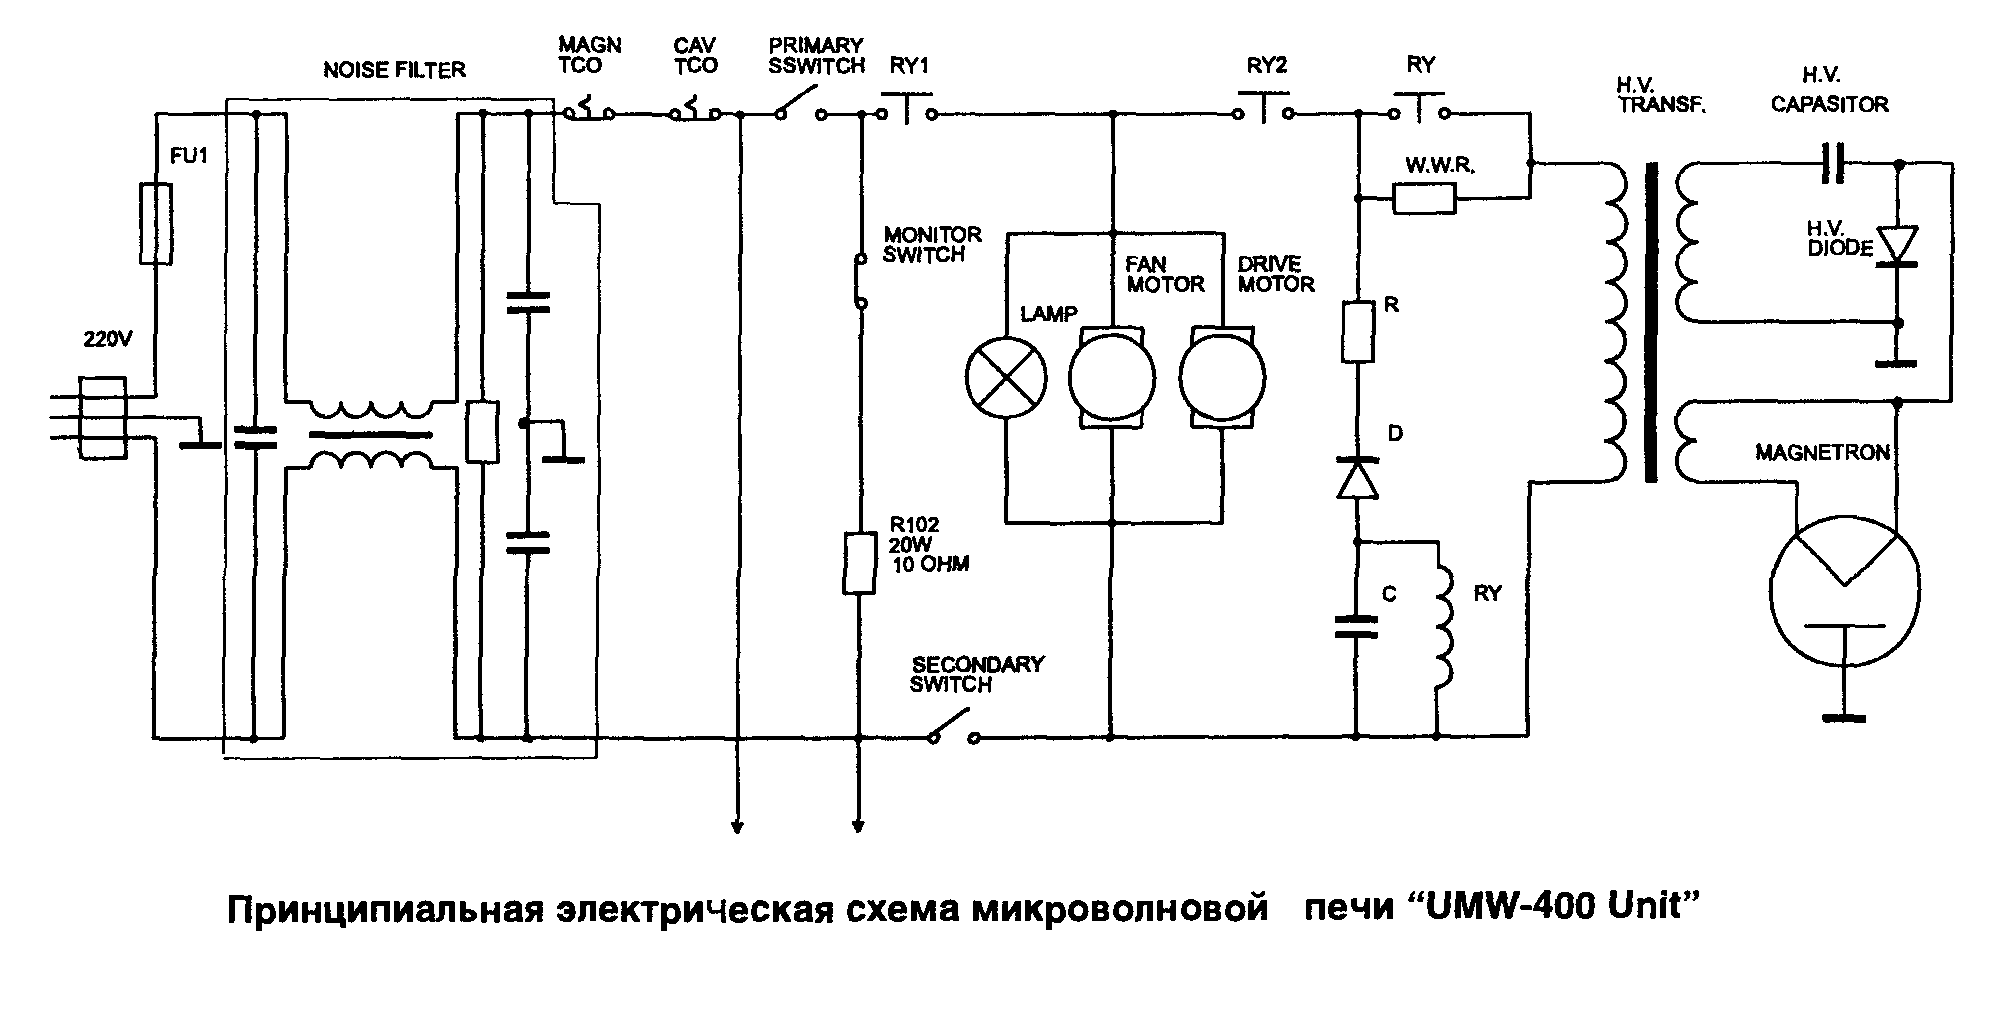 NOISE FILTER
MAGN
TCO
CAV
TCO
PRIMARY
SSWITCH
RY1
RY2
RY
H.V.
TRANSF.
H.V.
CAPASITOR
FU1
W.W.R.
220V
MONITOR
SWITCH
LAMP
FAN
MOTOR
DRIVE
MOTOR
R
H.V.
DIODE
D
MAGNETRON
R102
20W
10 OHM
C
RY
SECONDARY
SWITCH
Принципиальная электрическая схема микроволновой печи “UMW-400 Unit”